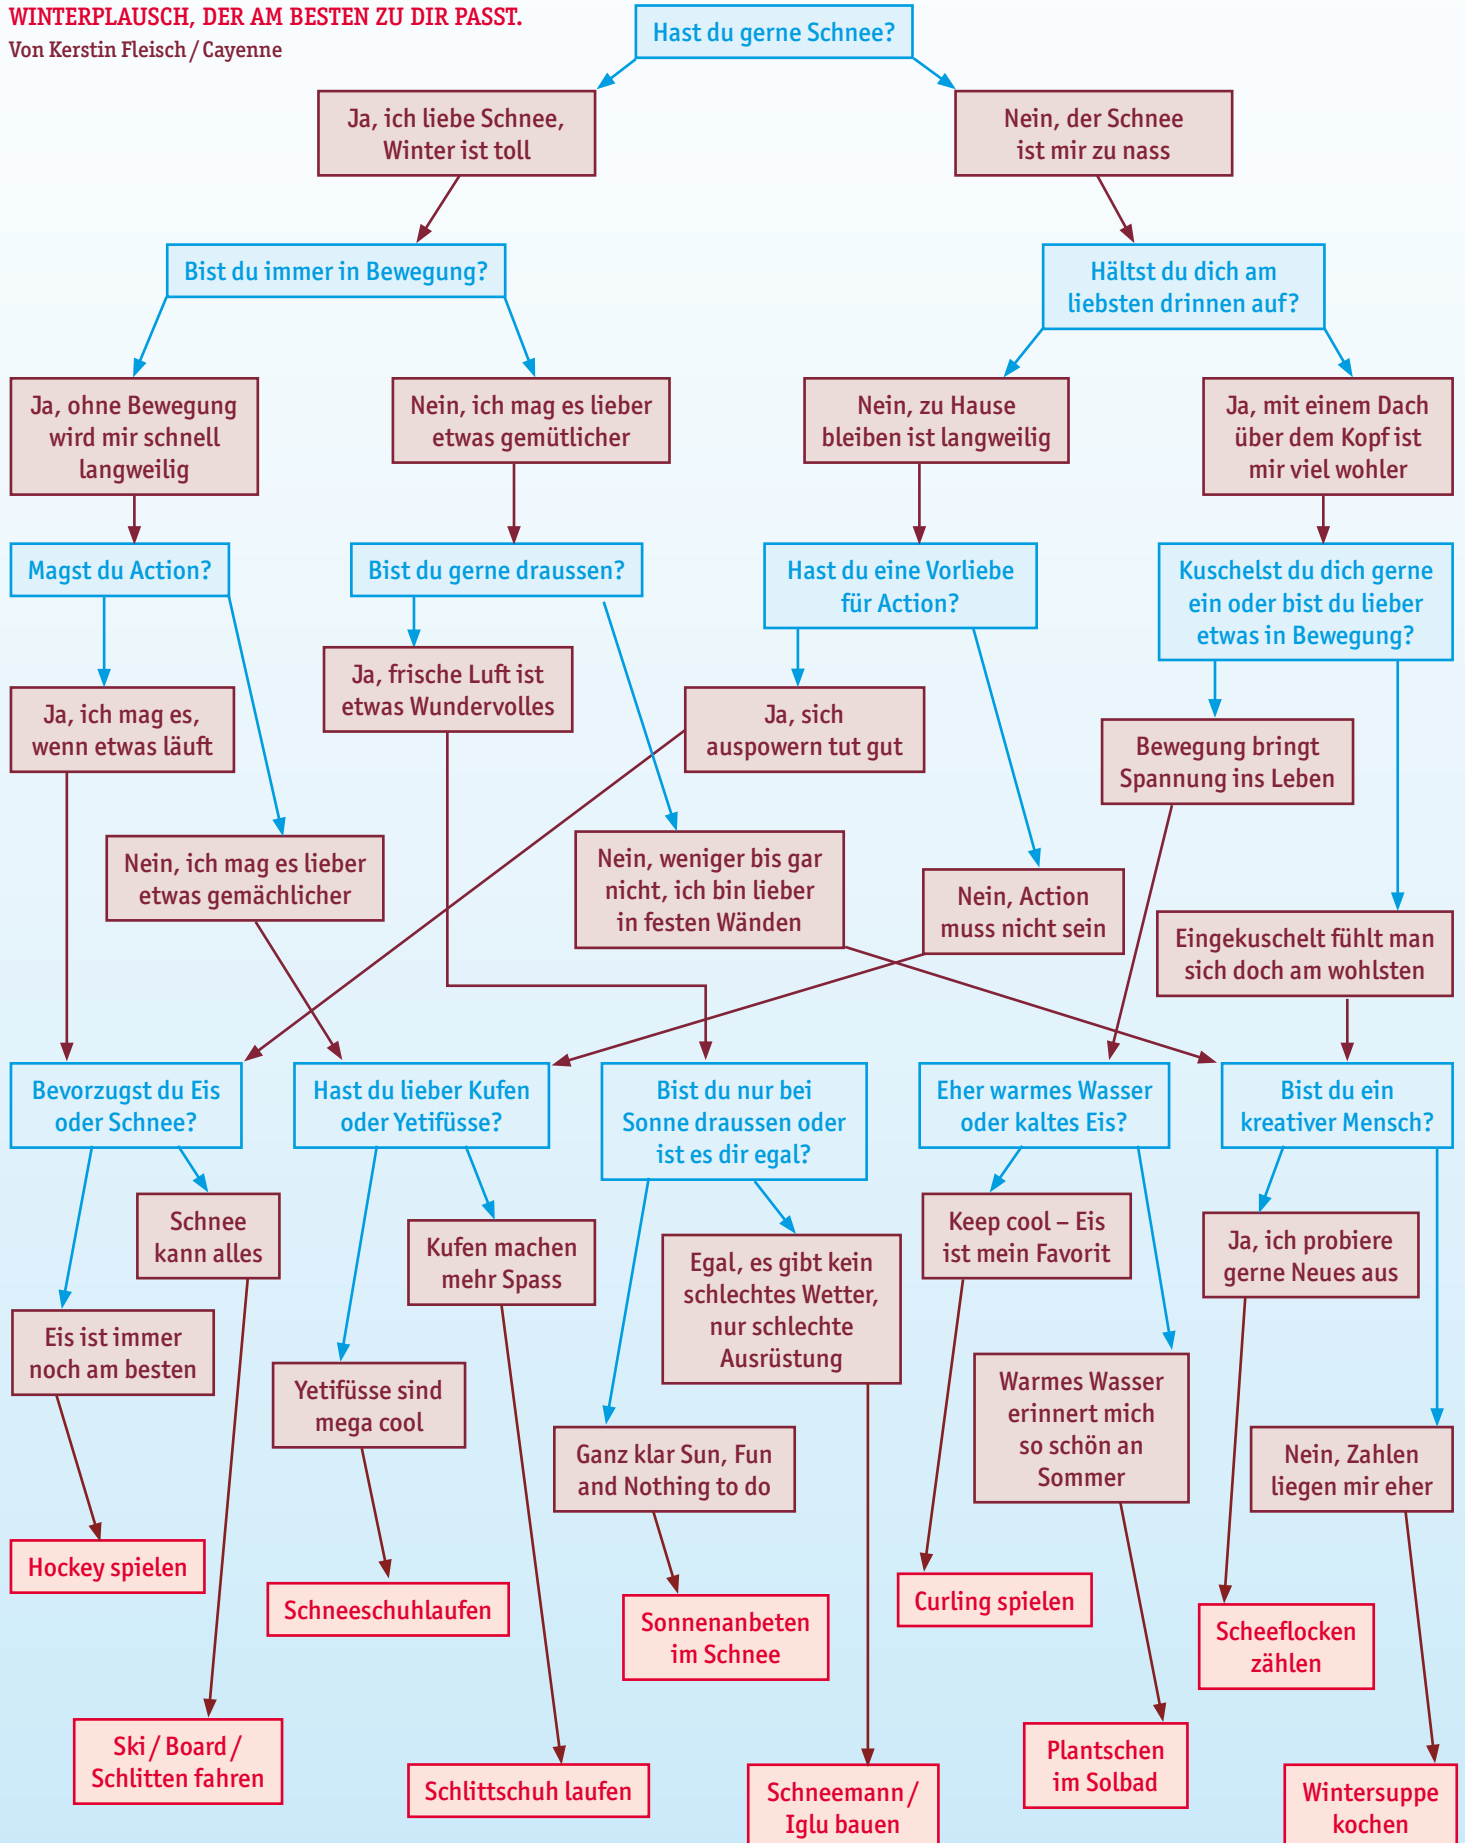 WINTERPLAUSCH, DER AM BESTEN ZU DIR PASST.
Von Kerstin Fleisch / Cayenne
Hast du gerne Schnee?
Ja, ich liebe Schnee,
Winter ist toll
Nein, der Schnee
ist mir zu nass
Bist du immer in Bewegung?
Hältst du dich am
liebsten drinnen auf?
Ja, ohne Bewegung
wird mir schnell
langweilig
Nein, ich mag es lieber
etwas gemütlicher
Nein, zu Hause
bleiben ist langweilig
Ja, mit einem Dach
über dem Kopf ist
mir viel wohler
Magst du Action?
Bist du gerne draussen?
Hast du eine Vorliebe
für Action?
Kuschelst du dich gerne
ein oder bist du lieber
etwas in Bewegung?
Ja, ich mag es,
wenn etwas läuft
Ja, frische Luft ist
etwas Wundervolles
Ja, sich
auspowern tut gut
Bewegung bringt
Spannung ins Leben
Nein, ich mag es lieber
etwas gemächlicher
Nein, weniger bis gar
nicht, ich bin lieber
in festen Wänden
Nein, Action
muss nicht sein
Eingekuschelt fühlt man
sich doch am wohlsten
Bevorzugst du Eis
oder Schnee?
Hast du lieber Kufen
oder Yetifüsse?
Bist du nur bei
Sonne draussen oder
ist es dir egal?
Eher warmes Wasser
oder kaltes Eis?
Bist du ein
kreativer Mensch?
Schnee
kann alles
Kufen machen
mehr Spass
Egal, es gibt kein
schlechtes Wetter,
nur schlechte
Ausrüstung
Keep cool – Eis
ist mein Favorit
Ja, ich probiere
gerne Neues aus
Eis ist immer
noch am besten
Yetifüsse sind
mega cool
Ganz klar Sun, Fun
and Nothing to do
Warmes Wasser
erinnert mich
so schön an
Sommer
Nein, Zahlen
liegen mir eher
Hockey spielen
Schneeschuhlaufen
Sonnenanbeten
im Schnee
Curling spielen
Scheeflocken
zählen
Ski / Board /
Schlitten fahren
Schlittschuh laufen
Schneemann /
Iglu bauen
Plantschen
im Solbad
Wintersuppe
kochen